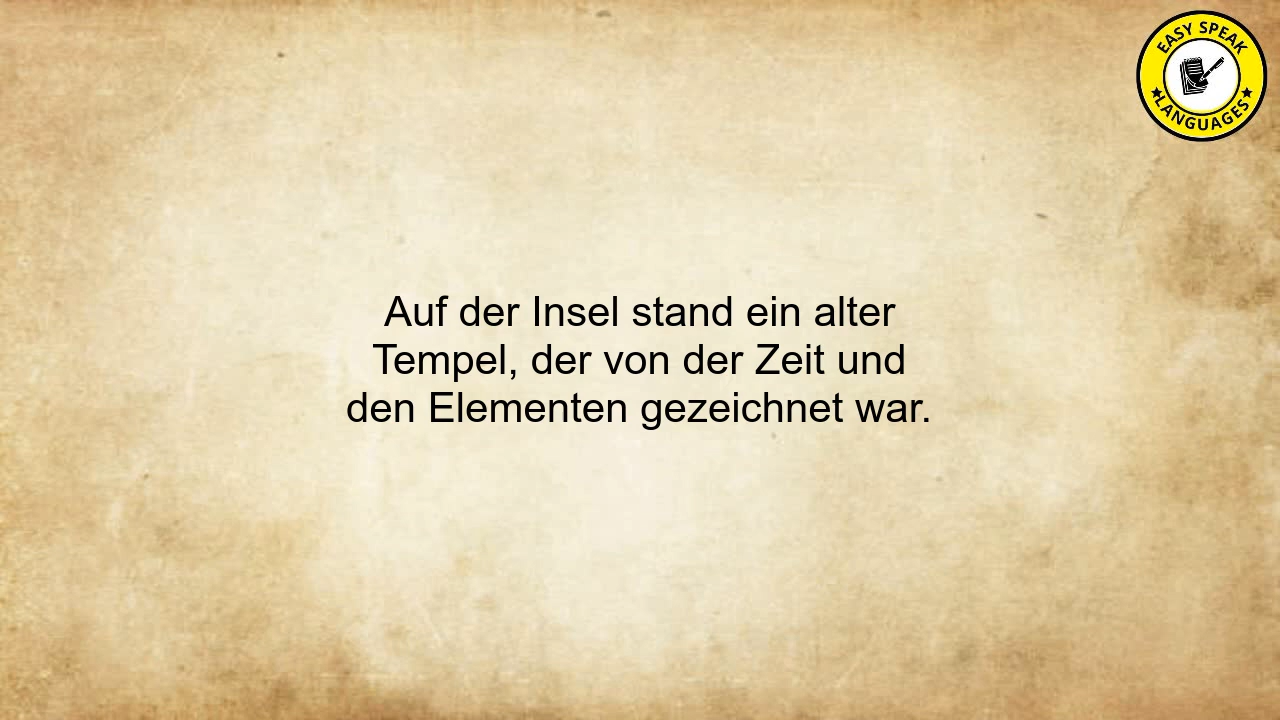 EASY SPEAK
LANGUAGES
Auf der Insel stand ein alter
Tempel, der von der Zeit und
den Elementen gezeichnet war.